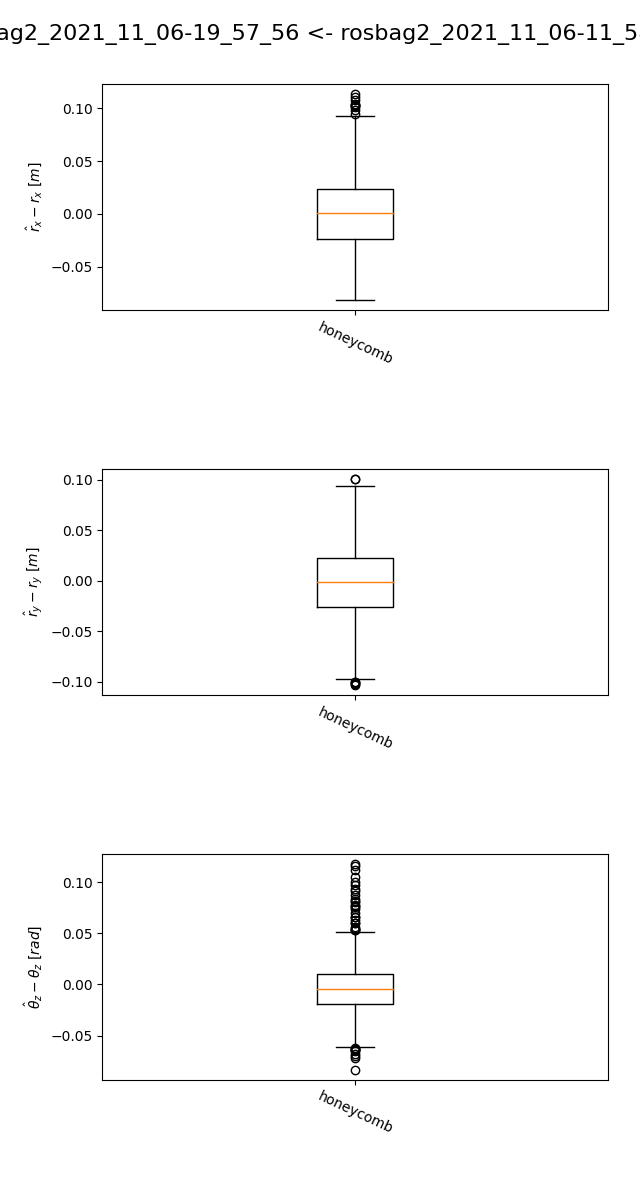 ag2_2021_11_06-19_57_56 <- rosbag2_2021_11_06-11_5
0.10
0.05
0.00
−0.05
r̂x − rx [m]
honeycomb
0.10
0.05
0.00
−0.05
−0.10
r̂y − ry [m]
honeycomb
0.10
0.05
0.00
−0.05
θ̂z − θz [rad]
honeycomb